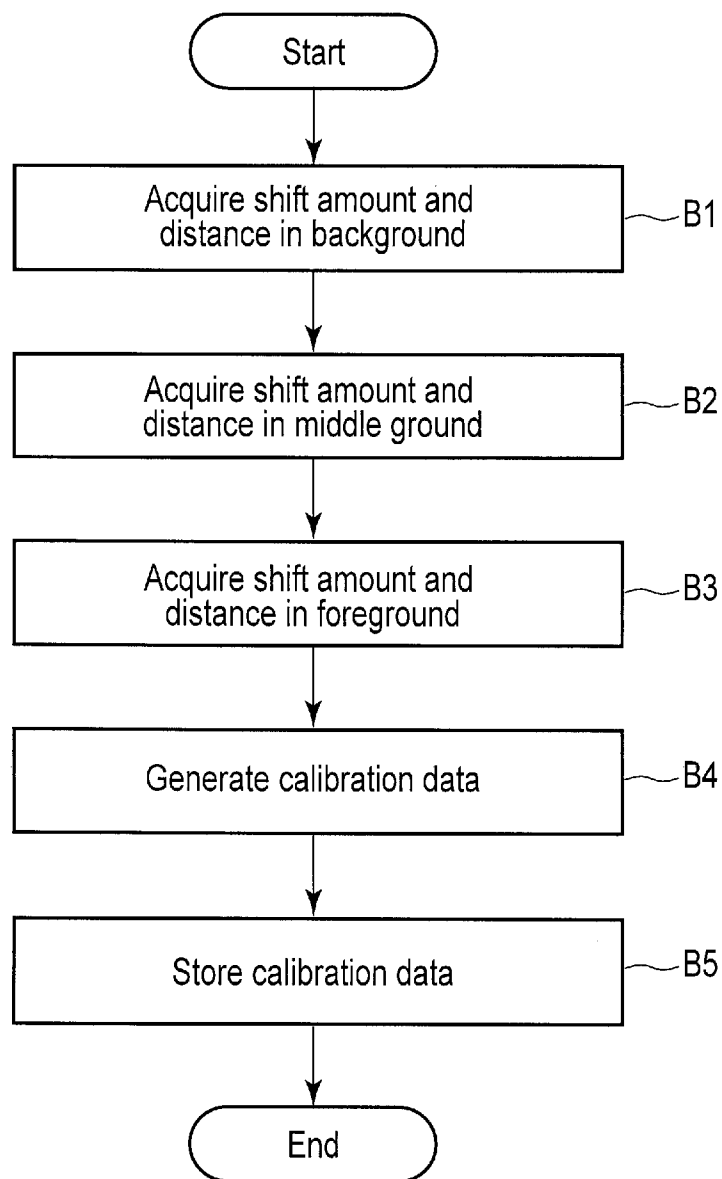 Start
Acquire shift amount and
distance in background
B1
Acquire shift amount and
distance in middle ground
B2
Acquire shift amount and
distance in foreground
B3
Generate calibration data
B4
Store calibration data
B5
End